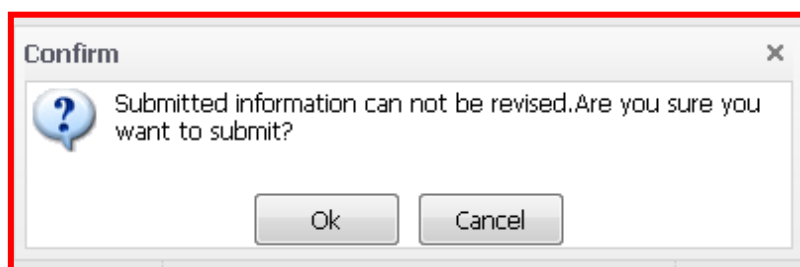 Confirm
Submitted information can not be revised.Are you sure you
want to submit?
Ok
Cancel